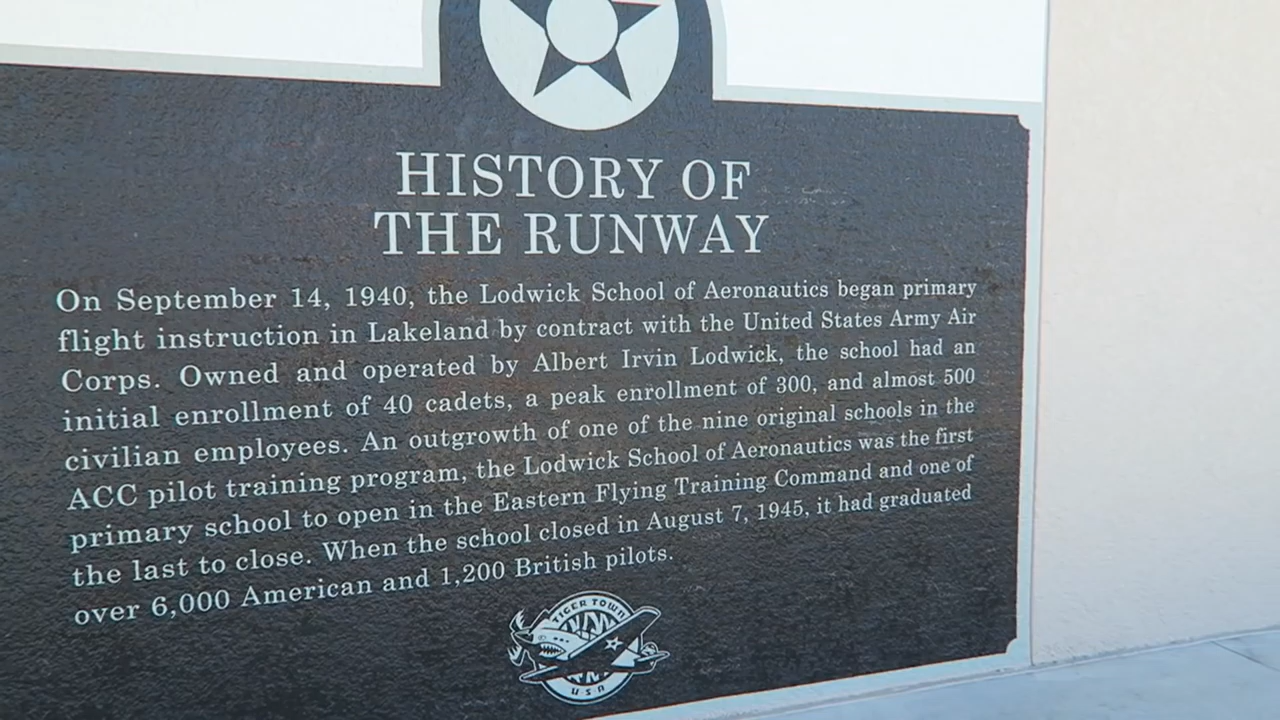 HISTORY OF
THE RUNWAY
On September 14, 1940, the Lodwick School of Aeronautics began primary
flight instruction in Lakeland by contract with the United States Army Air
Corps. Owned and operated by Albert Irvin Lodwick, the school had an
initial enrollment of 40 cadets, a peak enrollment of 300, and almost 500
civilian employees. An outgrowth of one of the nine original schools in the
ACC pilot training program, the Lodwick School of Aeronautics was the first
primary school to open in the Eastern Flying Training Command and one of
the last to close. When the school closed in August 7, 1945, it had graduated
over 6,000 American and 1,200 British pilots.
TIGER TOWN
USA